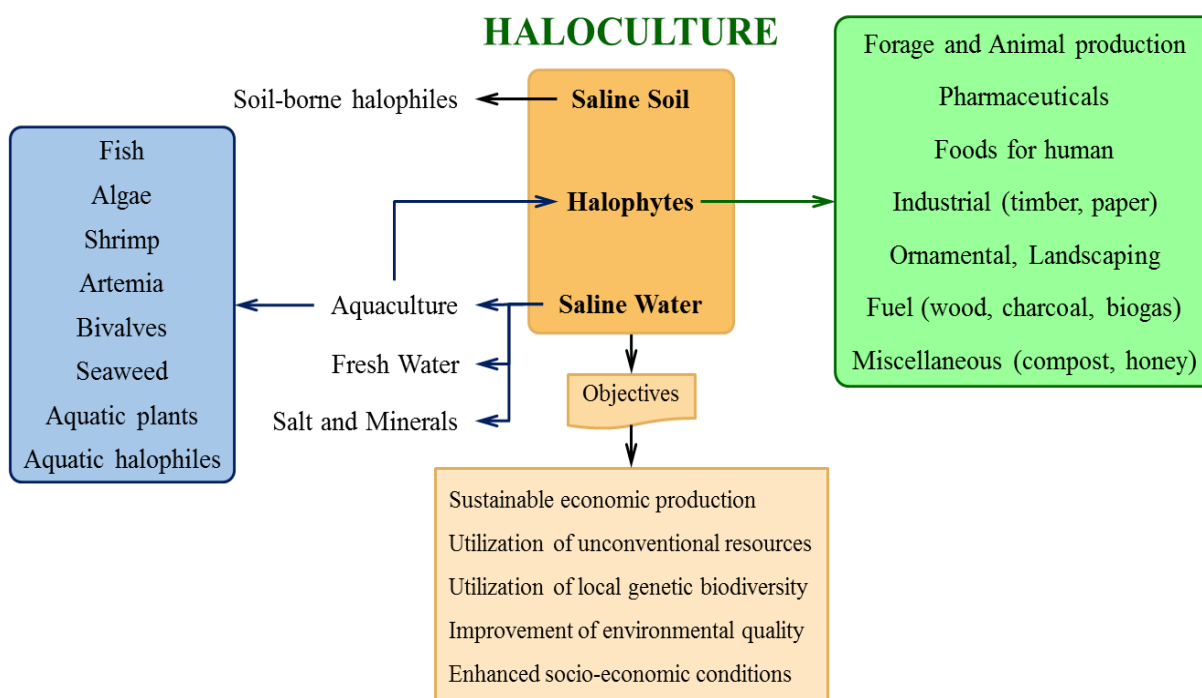 HALOCULTURE
Soil-borne halophiles
Saline Soil
Halophytes
Saline Water
Aquaculture
Fresh Water
Salt and Minerals
Fish
Algae
Shrimp
Artemia
Bivalves
Seaweed
Aquatic plants
Aquatic halophiles
Forage and Animal production
Pharmaceuticals
Foods for human
Industrial (timber, paper)
Ornamental, Landscaping
Fuel (wood, charcoal, biogas)
Miscellaneous (compost, honey)
Objectives
Sustainable economic production
Utilization of unconventional resources
Utilization of local genetic biodiversity
Improvement of environmental quality
Enhanced socio-economic conditions